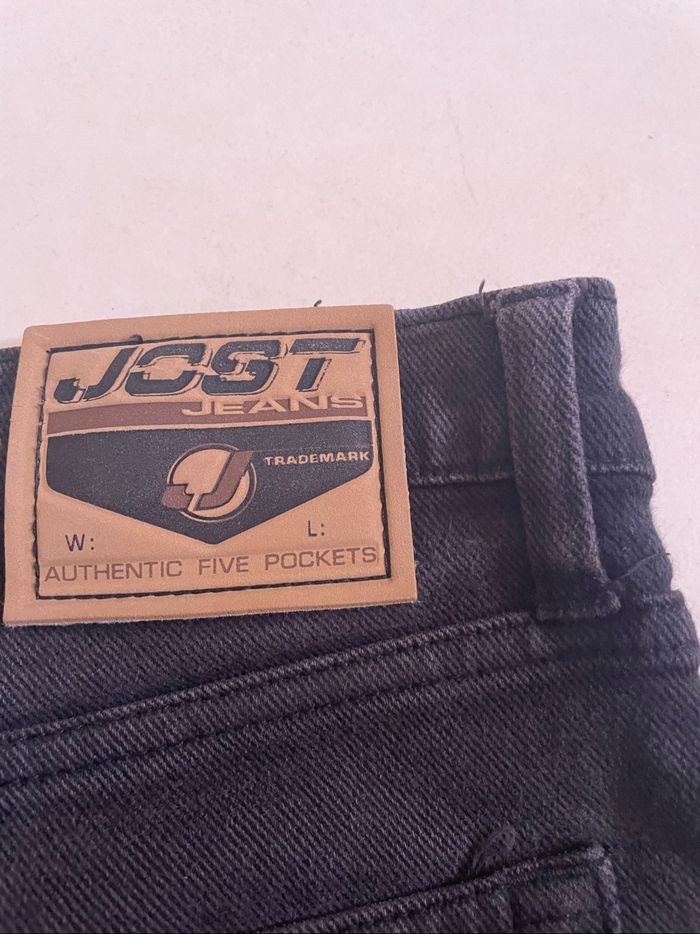 JOST
JEANS
TRADEMARK
J
W: L:
AUTHENTIC FIVE POCKETS